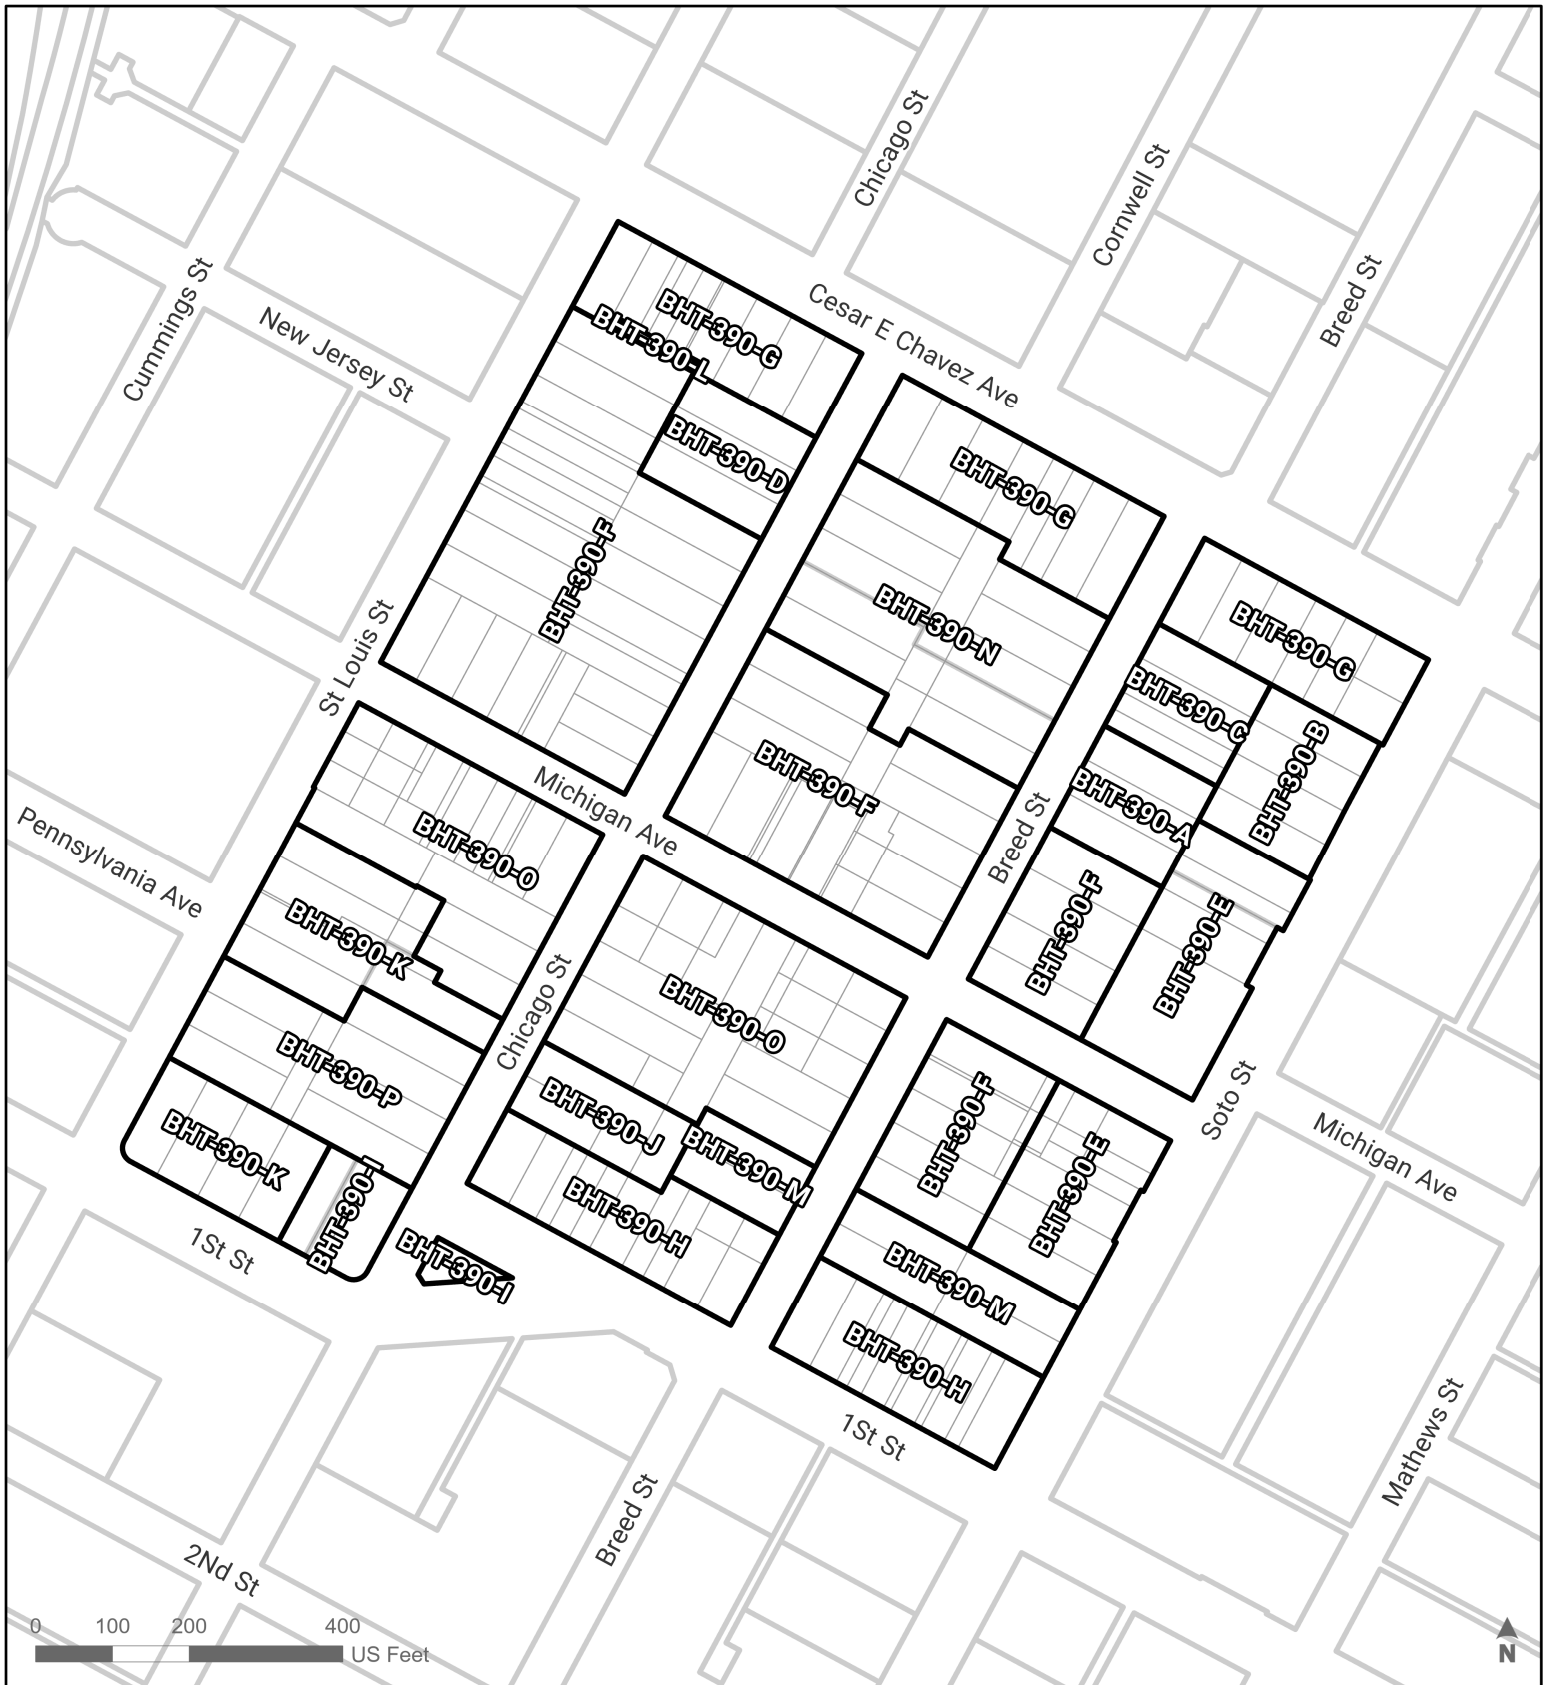 Chicago St
Cornwell St
Breed St
Cummings St
New Jersey St
Cesar E Chavez Ave
BHT-390-G
BHT-390-L
BHT-390-D
BHT-390-G
BHT-390-F
BHT-390-N
BHT-390-G
BHT-390-C
BHT-390-B
St Louis St
BHT-390-F
BHT-390-A
Michigan Ave
Breed St
Pennsylvania Ave
BHT-390-O
BHT-390-F
BHT-390-E
BHT-390-K
BHT-390-O
Chicago St
BHT-390-P
BHT-390-J
BHT-390-M
BHT-390-F
BHT-390-E
Soto St
Michigan Ave
BHT-390-K
BHT-390-I
BHT-390-H
1St St
BHT-390-I
BHT-390-M
BHT-390-H
1St St
Mathews St
Breed St
2Nd St
0 100 200 400
US Feet
N